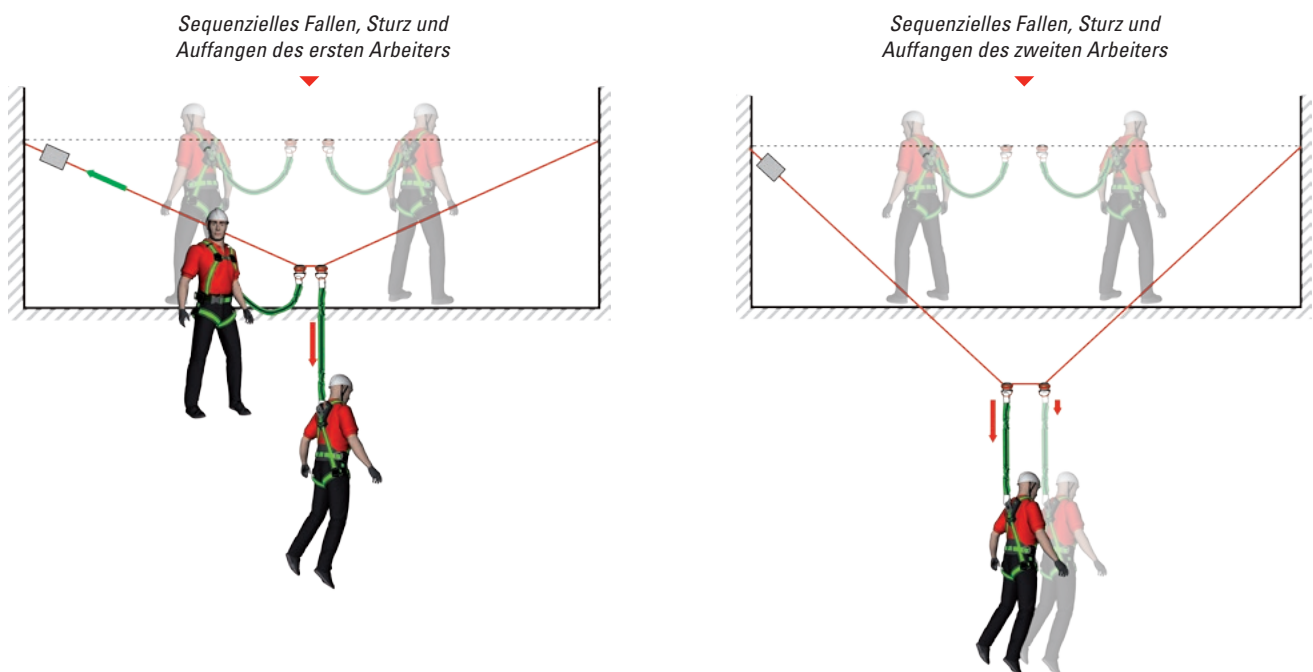 Sequenzielles Fallen, Sturz und
Auffangen des ersten Arbeiters
Sequenzielles Fallen, Sturz und
Auffangen des zweiten Arbeiters